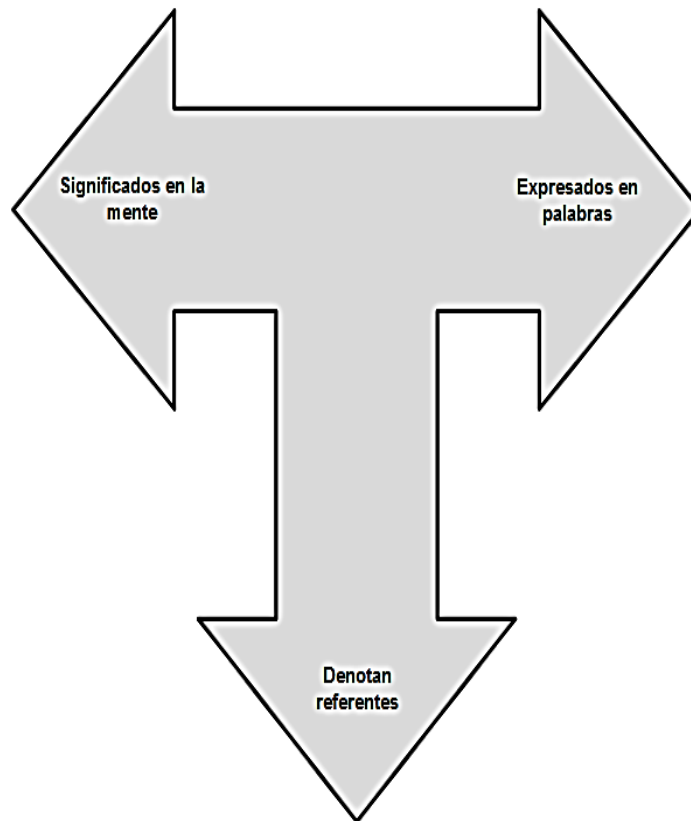 Significados en la
mente
Expresados en
palabras
Denotan
referentes